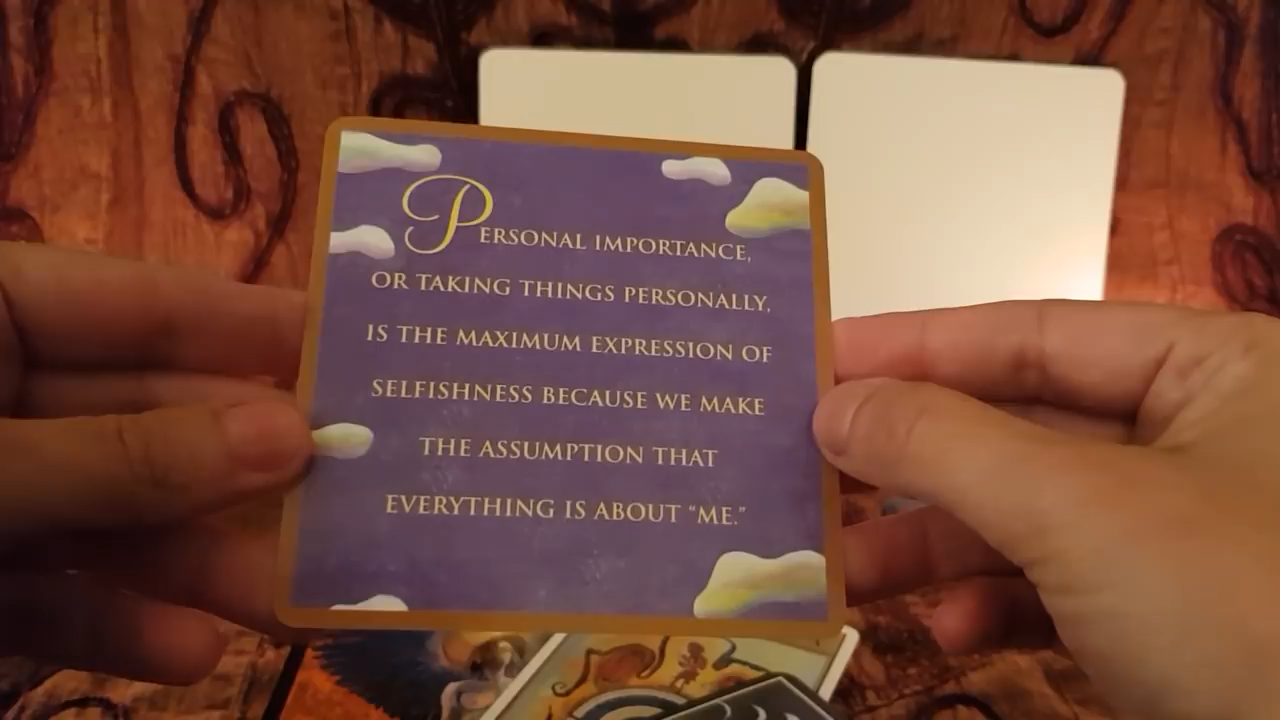 PERSONAL IMPORTANCE,
OR TAKING THINGS PERSONALLY,
IS THE MAXIMUM EXPRESSION OF
SELFISHNESS BECAUSE WE MAKE
THE ASSUMPTION THAT
EVERYTHING IS ABOUT “ME.”